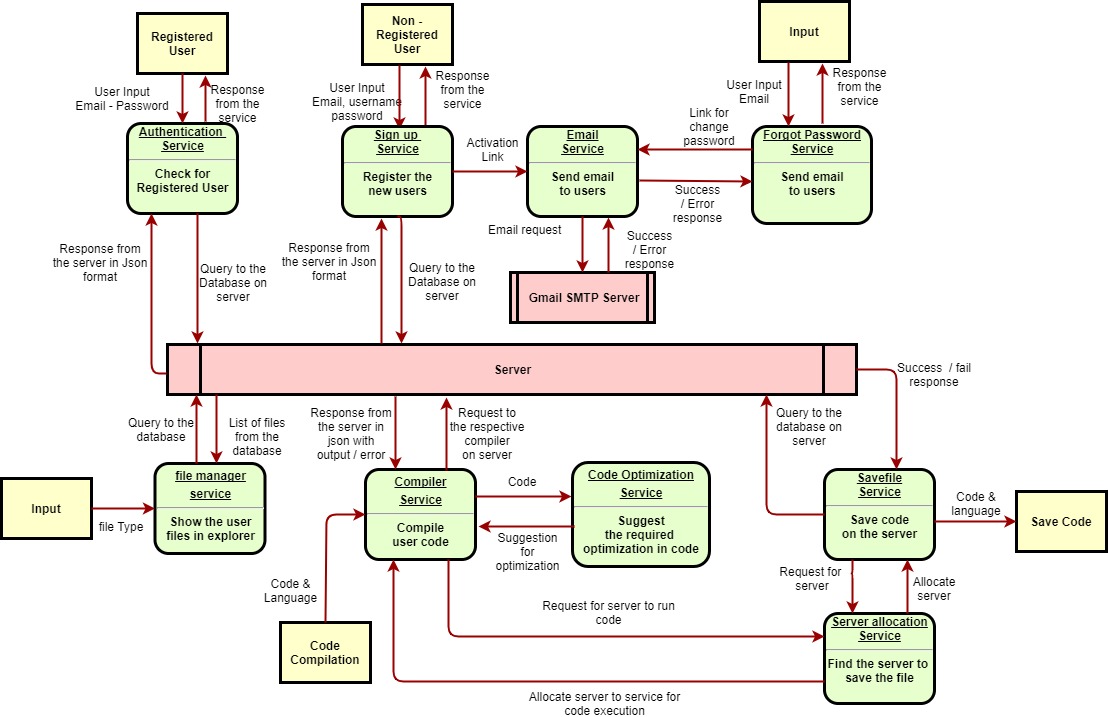 Registered
User
Non -
Registered
User
Input
User Input
Email - Password
Response
from the
service
User Input
Email, username
password
Response
from the
service
User Input
Email
Response
from the
service
Authentication
Service
Check for
Registered User
Sign up
Service
Register the
new users
Activation
Link
Email
Service
Send email
to users
Link for
change
password
Success
/ Error
response
Forgot Password
Service
Send email
to users
Response from
the server in Json
format
Query to the
Database on
server
Response from
the server in Json
format
Query to the
Database on
server
Email request
Success
/ Error
response
Gmail SMTP Server
Server
Success / fail
response
Query to the
database
List of files
from the
database
Response from
the server in
json with
output / error
Request to
the respective
compiler
on server
Query to the
database on
server
Input
file Type
file manager
service
Show the user
files in explorer
Compiler
Service
Compile
user code
Code
Suggestion
for
optimization
Code Optimization
Service
Suggest
the required
optimization in code
Savefile
Service
Save code
on the server
Code &
language
Save Code
Code &
Language
Code
Compilation
Request for
server
Allocate
server
Request for server to run
code
Server allocation
Service
Find the server to
save the file
Allocate server to service for
code execution